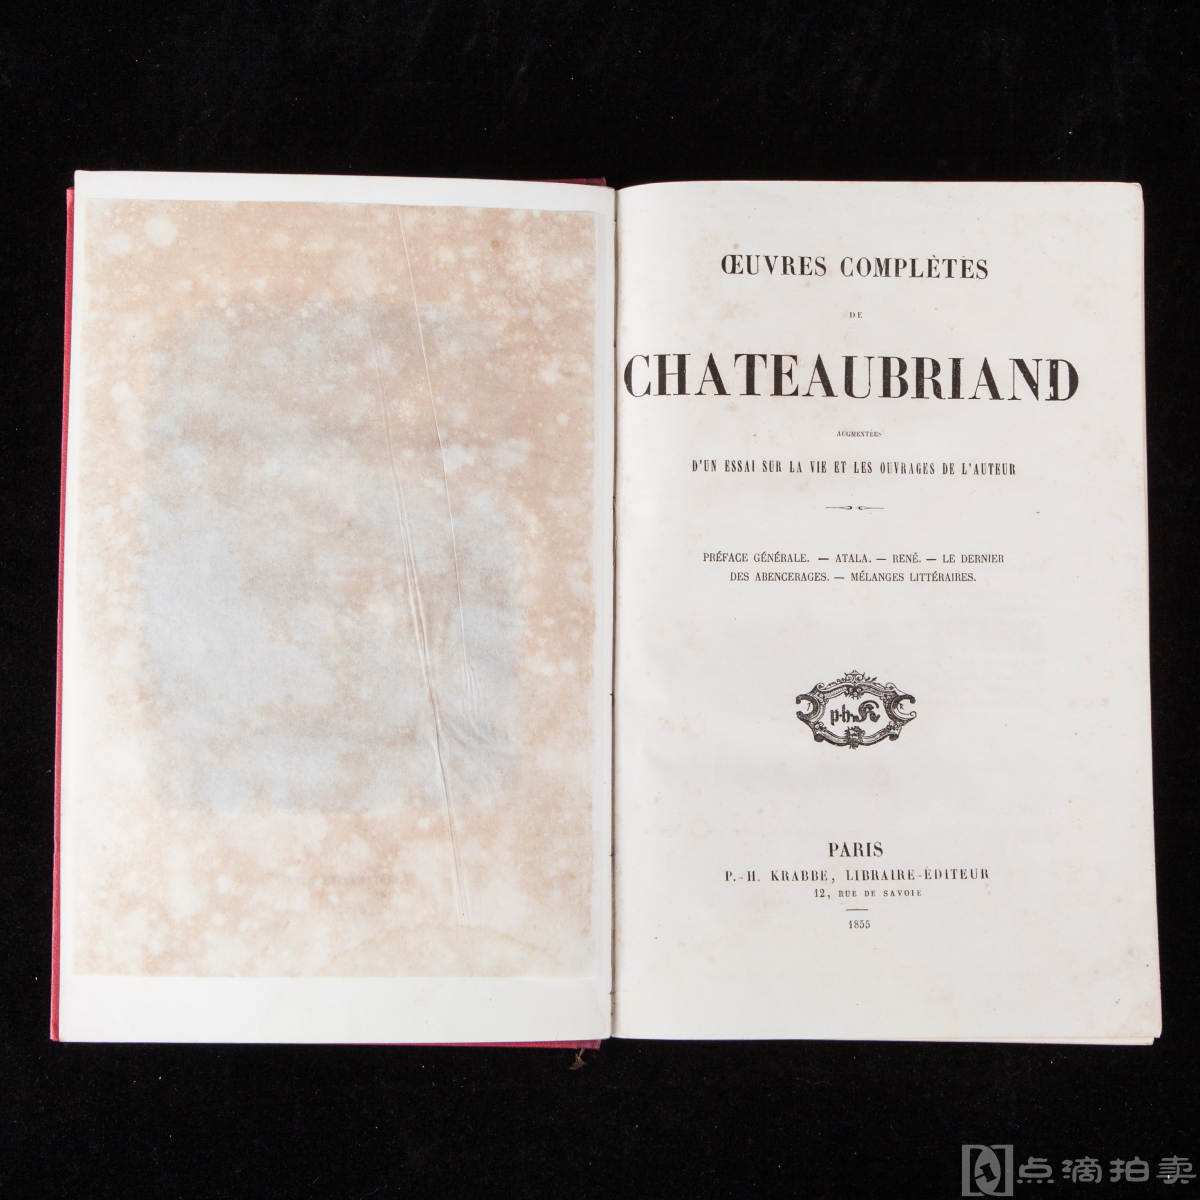 ŒUVRES COMPLÈTES
DE
CHATEAUBRIAND
AUGMENTÉES
D'UN ESSAI SUR LA VIE ET LES OUVRAGES DE L'AUTEUR
PRÉFACE GÉNÉRALE. — ATALA. — RENÉ. — LE DERNIER
DES ABENCERAGES. — MÉLANGES LITTÉRAIRES.
PARIS
P.-H. KRABBE, LIBRAIRE-ÉDITEUR
12, RUE DE SAVOIE
1855
点滴拍卖